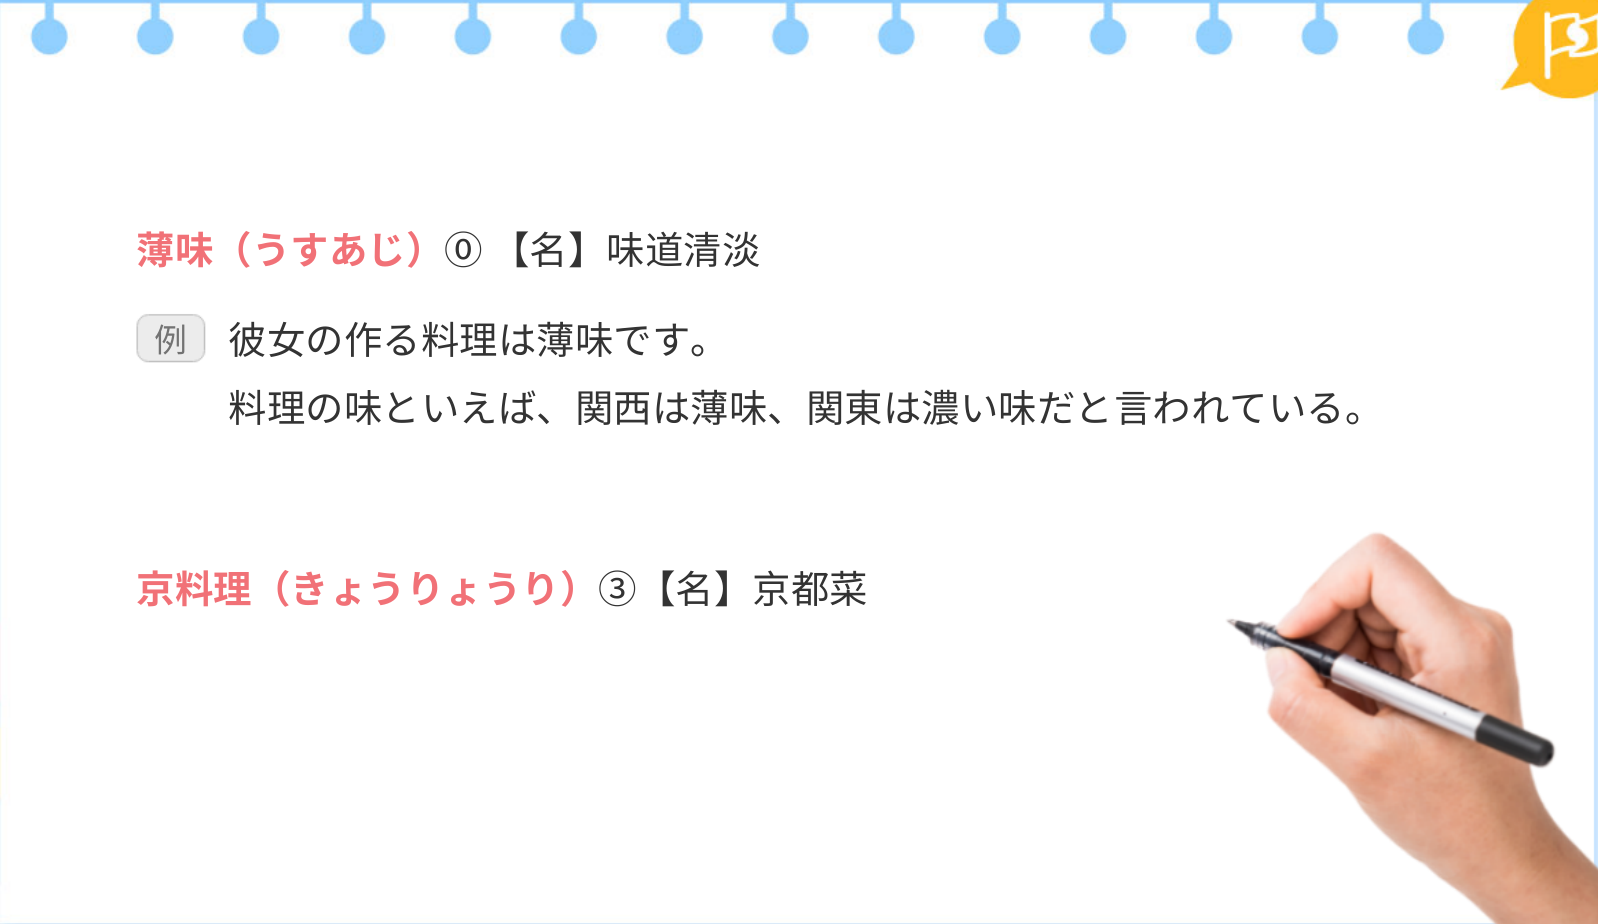 薄味（うすあじ）⓪ 【名】味道清淡
例 彼女の作る料理は薄味です。
料理の味といえば、関西は薄味、関東は濃い味だと言われている。
京料理（きょうりょうり）③【名】京都菜